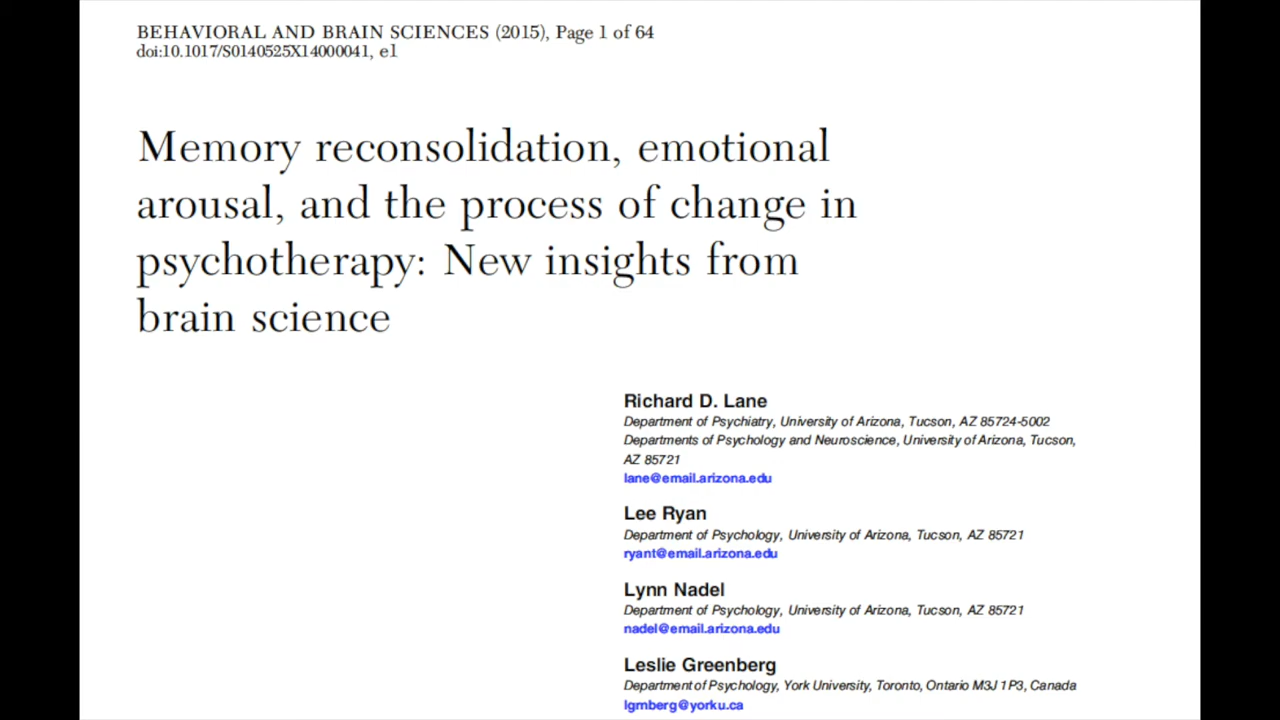 BEHAVIORAL AND BRAIN SCIENCES (2015), Page 1 of 64
doi:10.1017/S0140525X14000041, e1
Memory reconsolidation, emotional
arousal, and the process of change in
psychotherapy: New insights from
brain science
Richard D. Lane
Department of Psychiatry, University of Arizona, Tucson, AZ 85724-5002
Departments of Psychology and Neuroscience, University of Arizona, Tucson,
AZ 85721
lane@email.arizona.edu
Lee Ryan
Department of Psychology, University of Arizona, Tucson, AZ 85721
ryant@email.arizona.edu
Lynn Nadel
Department of Psychology, University of Arizona, Tucson, AZ 85721
nadel@email.arizona.edu
Leslie Greenberg
Department of Psychology, York University, Toronto, Ontario M3J 1P3, Canada
lgrnberg@yorku.ca